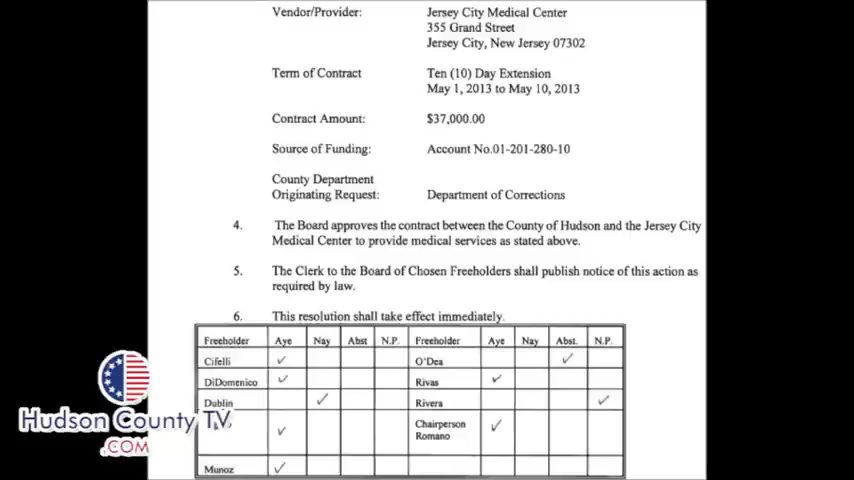 Vendor/Provider: Jersey City Medical Center
355 Grand Street
Jersey City, New Jersey 07302
Term of Contract Ten (10) Day Extension
May 1, 2013 to May 10, 2013
Contract Amount: $37,000.00
Source of Funding: Account No.01-201-280-10
County Department
Originating Request: Department of Corrections
4. The Board approves the contract between the County of Hudson and the Jersey City
Medical Center to provide medical services as stated above.
5. The Clerk to the Board of Chosen Freeholders shall publish notice of this action as
required by law.
6. This resolution shall take effect immediately.
Freeholder Aye Nay Abst N.P. Freeholder Aye Nay Abst. N.P.
Cifelli ✓ O'Dea ✓
DiDomenico ✓ Rivas ✓
Dublin ✓ Rivera ✓
✓ Chairperson ✓
Romano
Munoz ✓
Hudson County TV
.COM